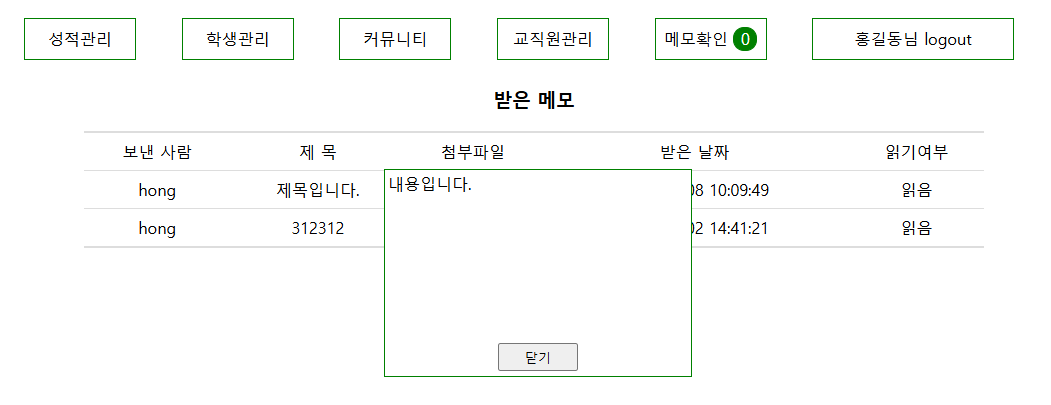 성적관리 학생관리 커뮤니티 교직원관리 메모확인 0 홍길동님 logout
받은 메모
보낸 사람 제 목 첨부파일 받은 날짜 읽기여부
hong 제목입니다. 08 10:09:49 읽음
hong 312312 02 14:41:21 읽음
내용입니다.
닫기